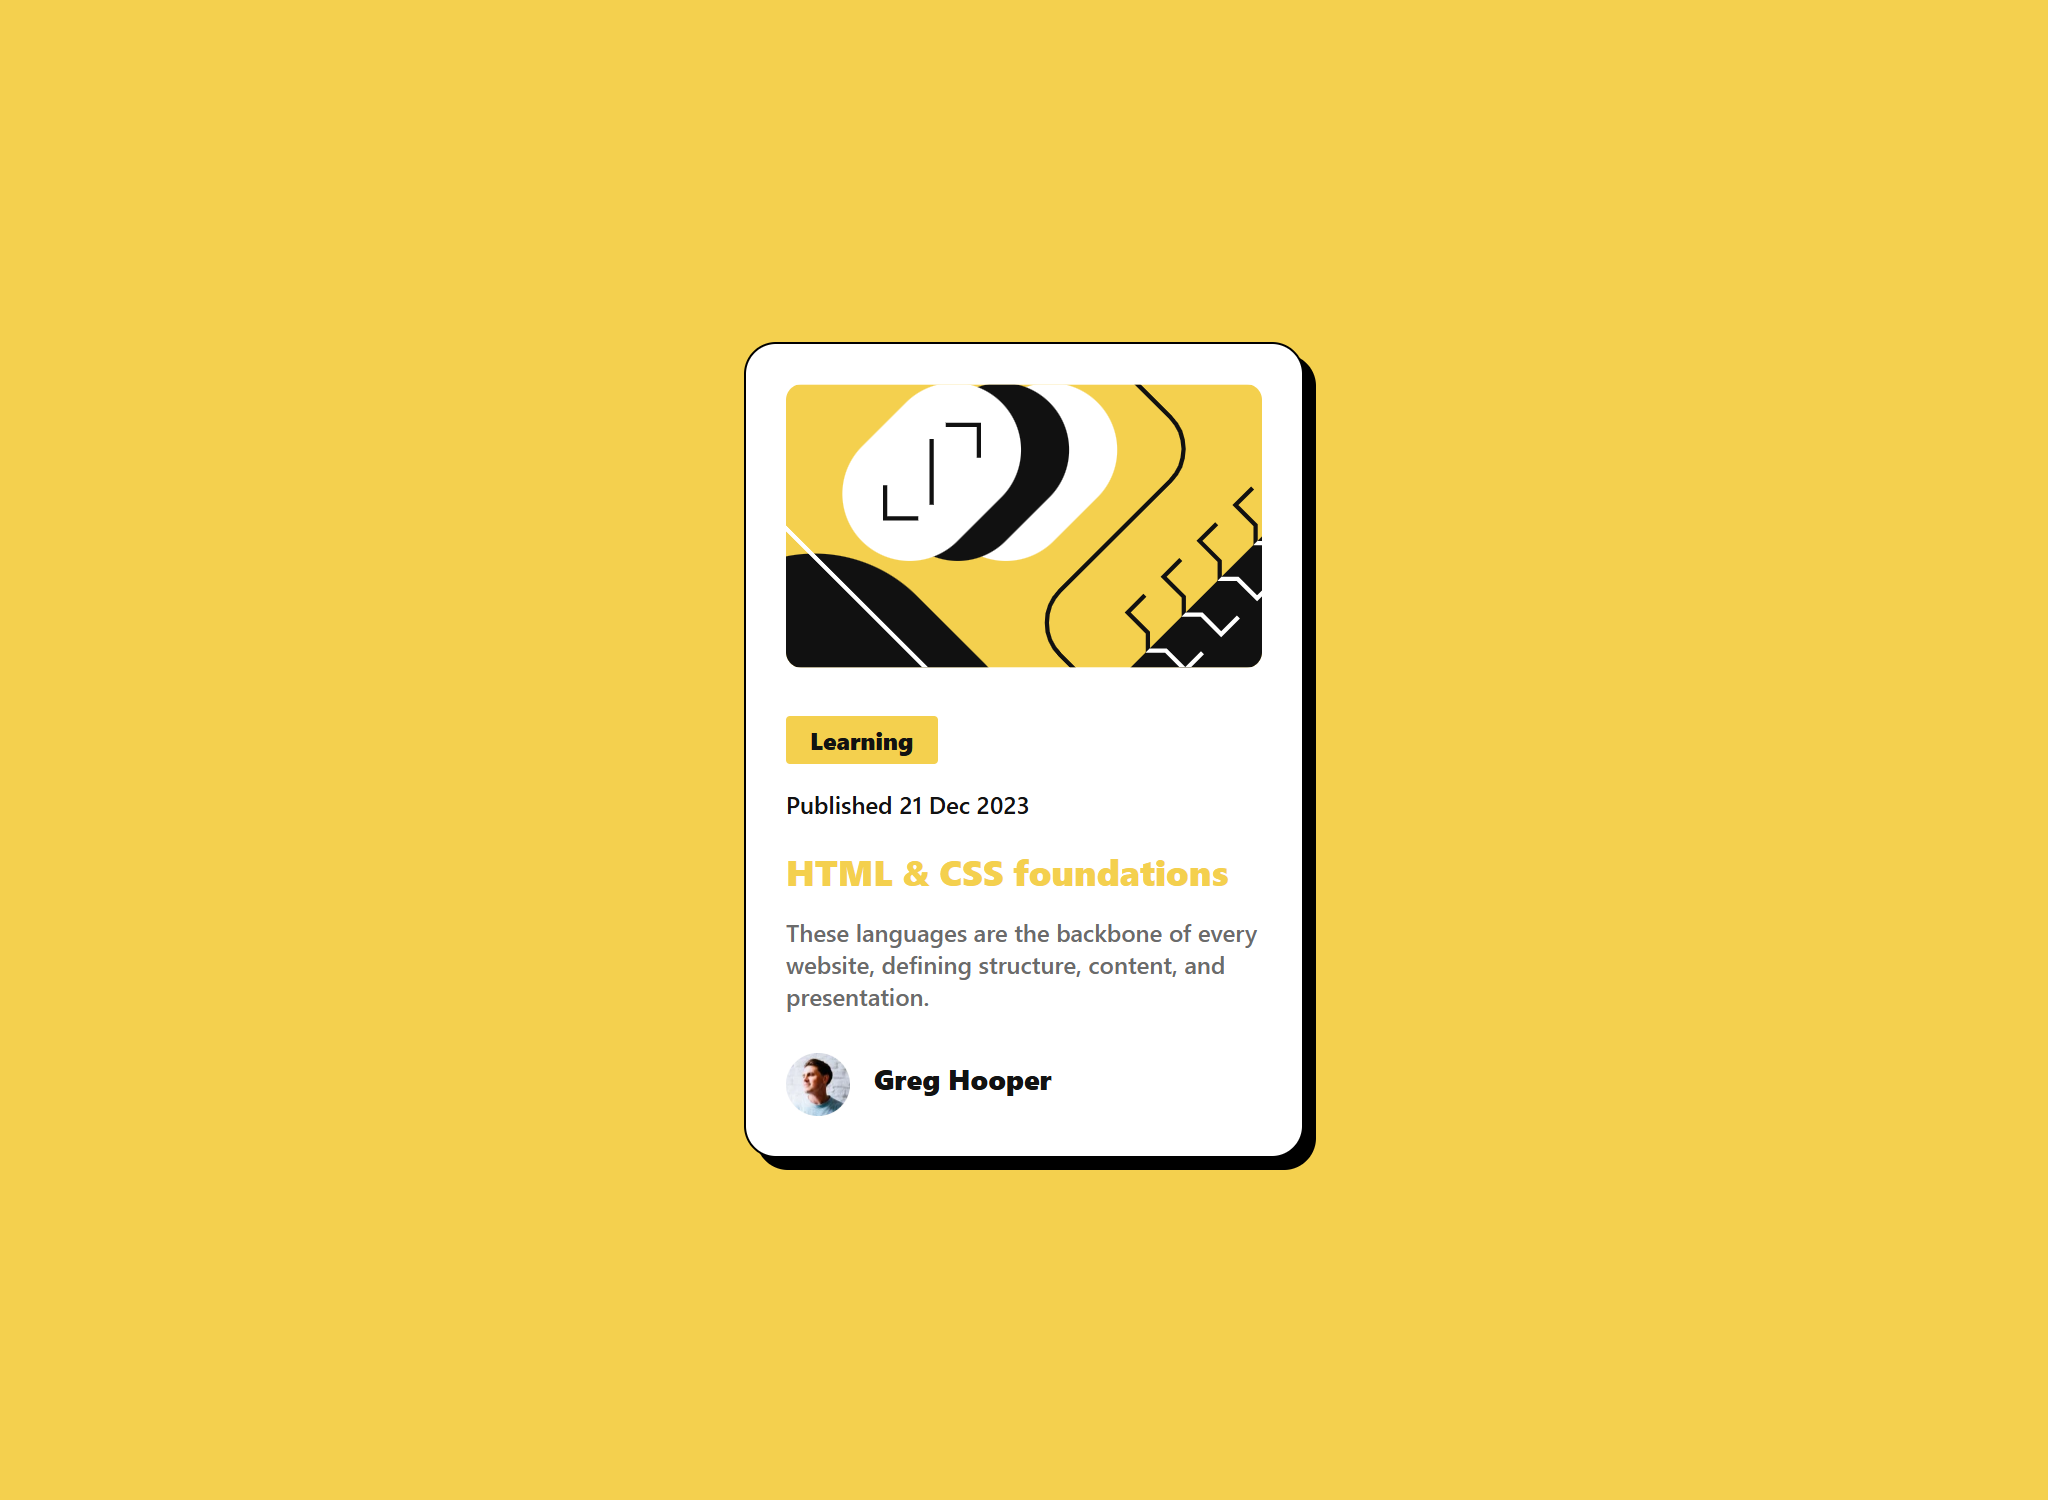 Learning
Published 21 Dec 2023
HTML & CSS foundations
These languages are the backbone of every
website, defining structure, content, and
presentation.
Greg Hooper